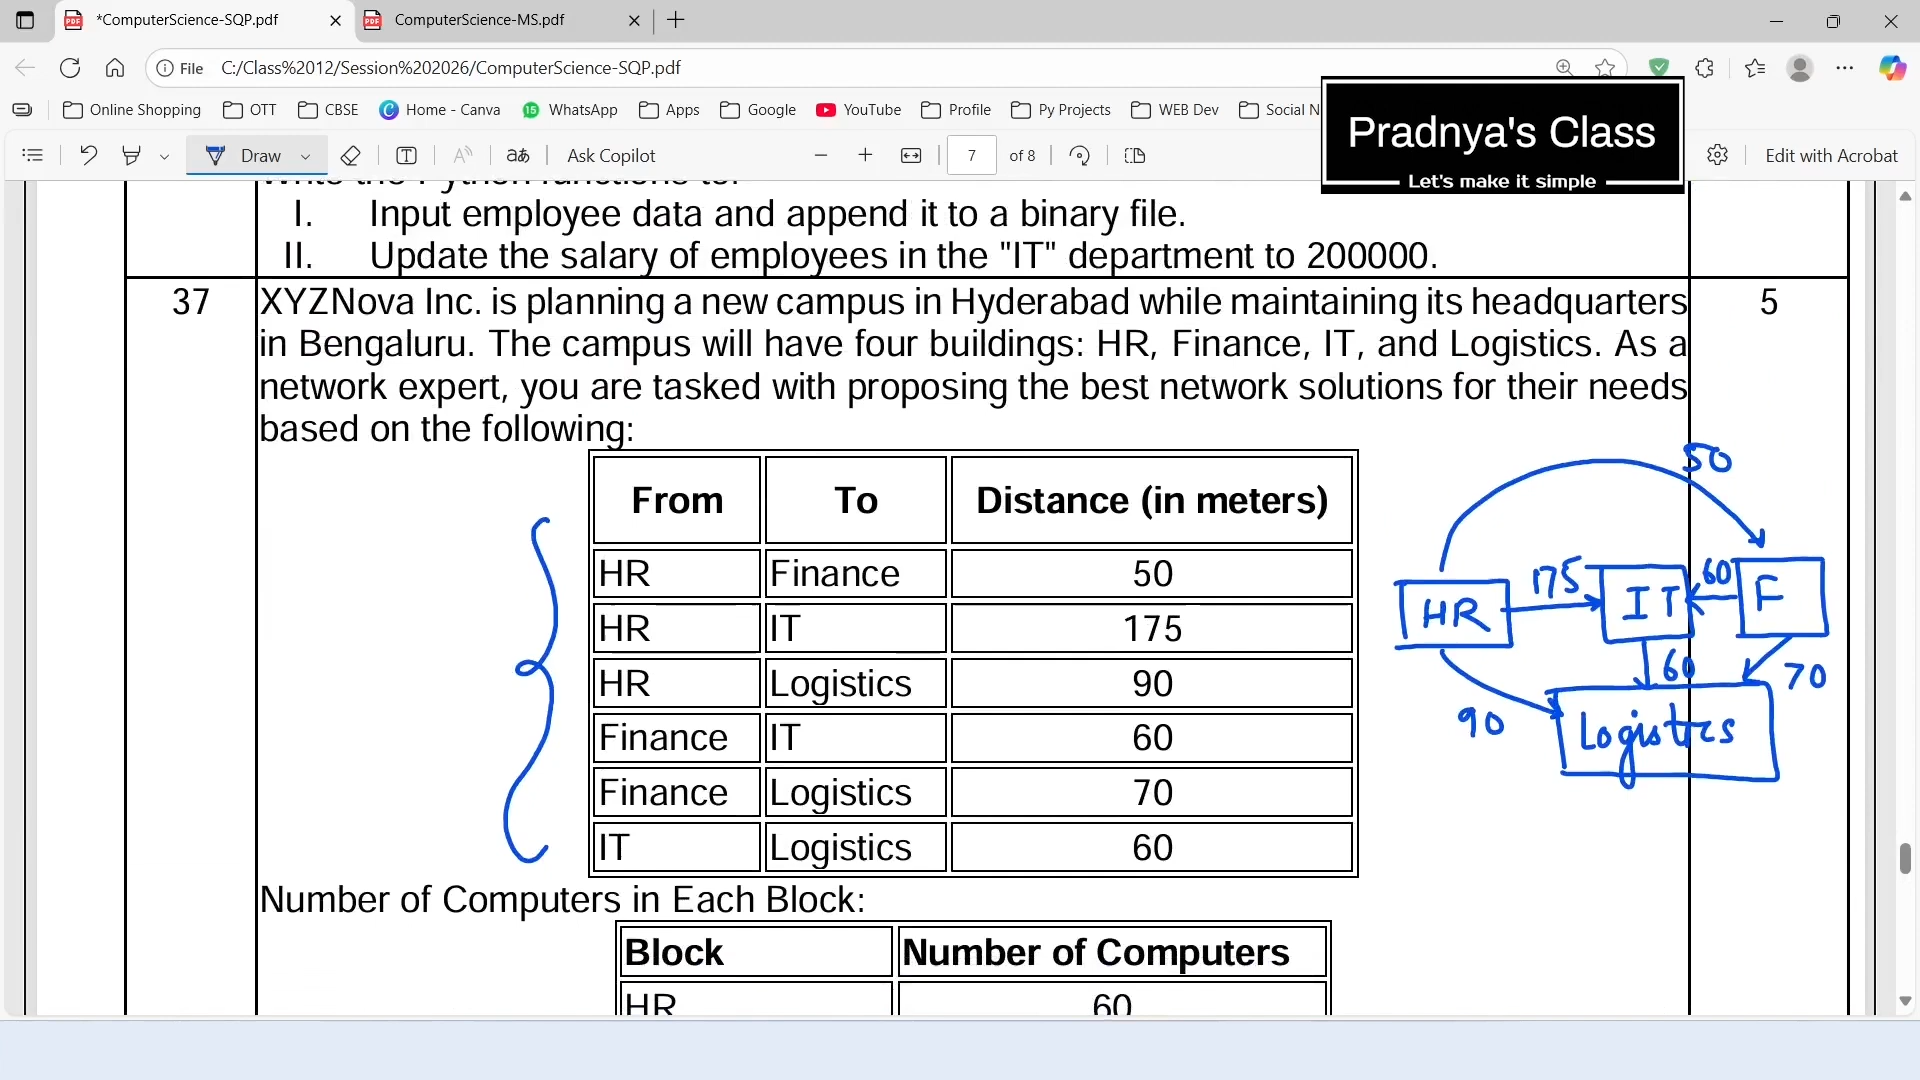 *ComputerScience-SQP.pdf
ComputerScience-MS.pdf
File C:/Class%2012/Session%202026/ComputerScience-SQP.pdf
Online Shopping OTT CBSE Home - Canva WhatsApp Apps Google YouTube Profile Py Projects WEB Dev Social N
Draw Ask Copilot 7 of 8 Edit with Acrobat
Pradnya's Class
Let's make it simple
Write the Python functions to:
I. Input employee data and append it to a binary file.
II. Update the salary of employees in the "IT" department to 200000.
37 XYZNova Inc. is planning a new campus in Hyderabad while maintaining its headquarters 5
in Bengaluru. The campus will have four buildings: HR, Finance, IT, and Logistics. As a
network expert, you are tasked with proposing the best network solutions for their needs
based on the following:
From To Distance (in meters)
HR Finance 50
HR IT 175
HR Logistics 90
Finance IT 60
Finance Logistics 70
IT Logistics 60
50
HR 175 IT 60 F
60 70
90 Logistics
Number of Computers in Each Block:
Block Number of Computers
HR 60